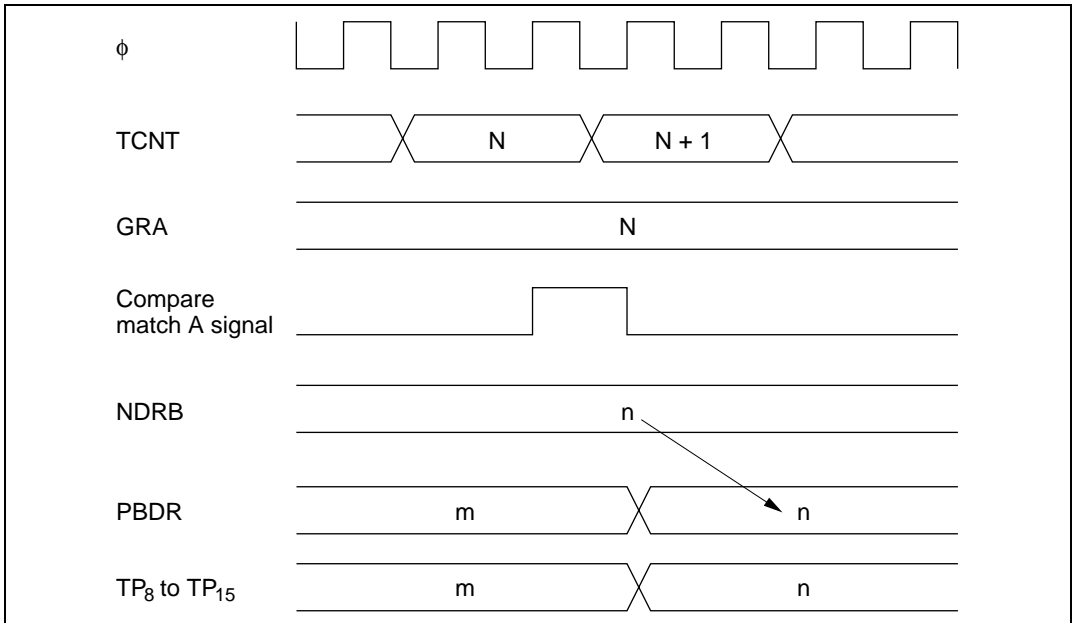 ϕ
TCNT
N
N + 1
GRA
N
Compare
match A signal
NDRB
n
PBDR
m
n
TP8 to TP15
m
n